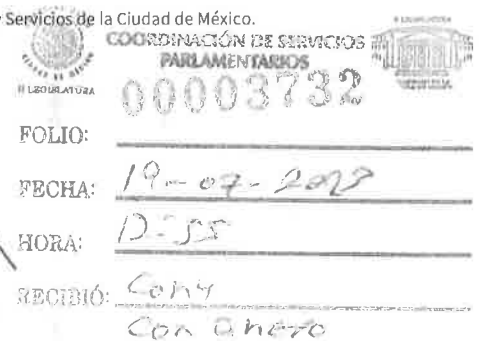 y Servicios de la Ciudad de México.
COORDINACIÓN DE SERVICIOS
PARLAMENTARIOS
II LEGISLATURA
00003732
FOLIO:
FECHA: 19-07-2023
HORA:
RECIBIÓ: Cony
Con anexo